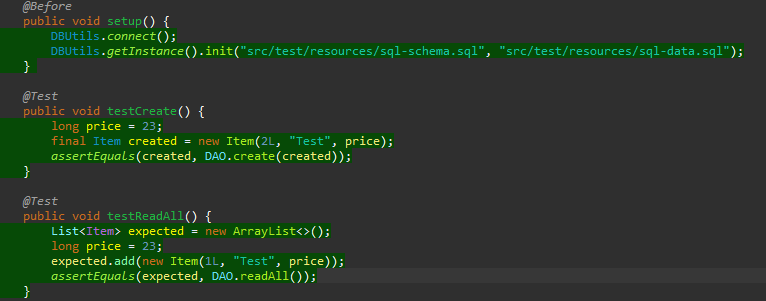 @Before
public void setup() {
    DBUtils.connect();
    DBUtils.getInstance().init("src/test/resources/sql-schema.sql", "src/test/resources/sql-data.sql");
}
@Test
public void testCreate() {
    long price = 23;
    final Item created = new Item(2L, "Test", price);
    assertEquals(created, DAO.create(created));
}
@Test
public void testReadAll() {
    List<Item> expected = new ArrayList<>();
    long price = 23;
    expected.add(new Item(1L, "Test", price));
    assertEquals(expected, DAO.readAll());
}